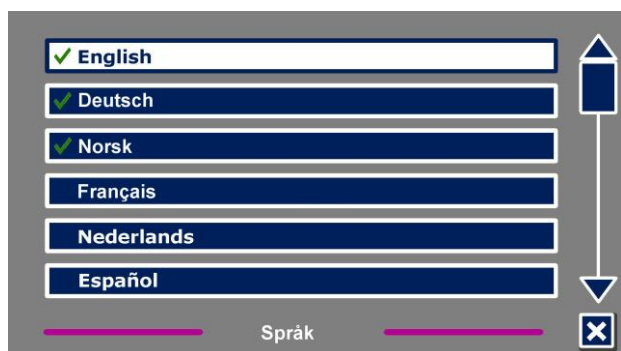 English
Deutsch
Norsk
Français
Nederlands
Español
Språk